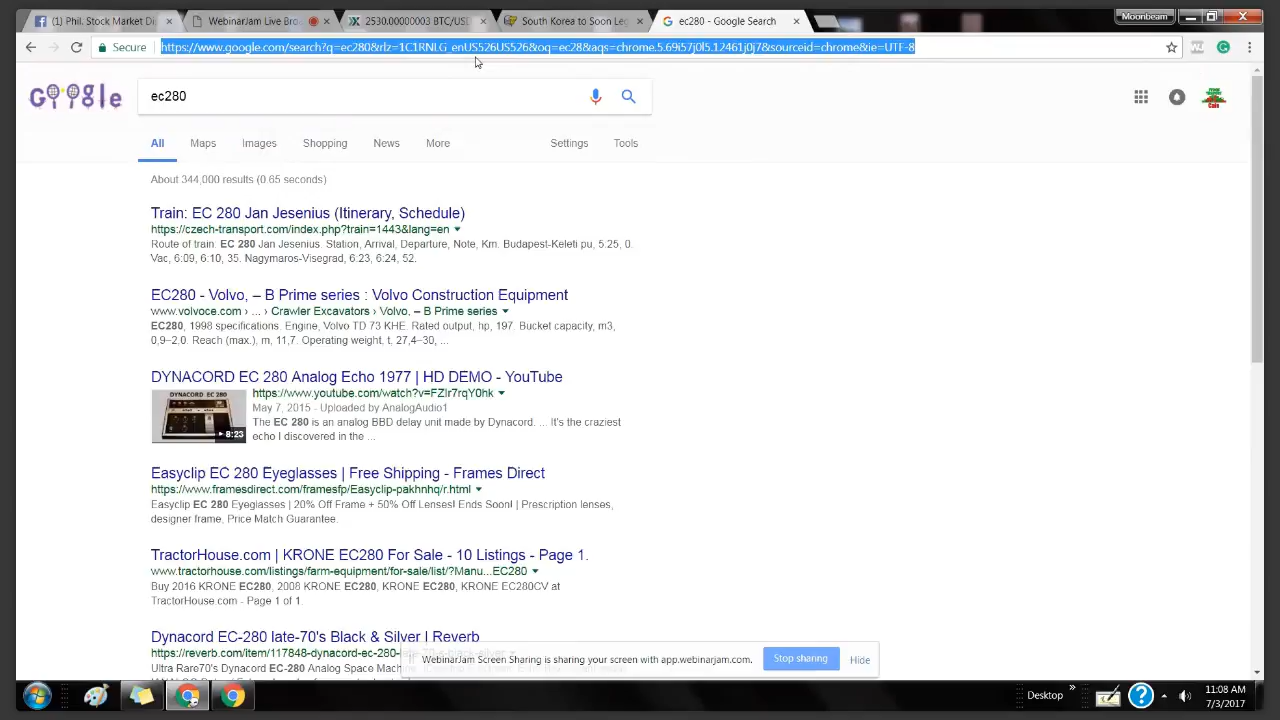 (1) Phil. Stock Market Di
WebinarJam Live Bro
2530.0000000/0 BTC/USD
South Korea to Soon Leg
ec280 - Google Search
Moonbeam
Secure
https://www.google.com/search?q=ec280&rlz=1C1RNLG_enUS526US526&oq=ec28&aqs=chrome.5.69i57j0l5.12461j0j7&sourceid=chrome&ie=UTF-8
Google
ec280
All
Maps
Images
Shopping
News
More
Settings
Tools
About 344,000 results (0.65 seconds)
Train: EC 280 Jan Jesenius (Itinerary, Schedule)
https://czech-transport.com/index.php?train=1443&lang=en
Route of train: EC 280 Jan Jesenius. Station, Arrival, Departure, Note, Km. Budapest-Keleti pu, 5:25, 0.
Vac, 6:09, 6:10, 35. Nagymaros-Visegrad, 6:23, 6:24, 52.
EC280 - Volvo, – B Prime series : Volvo Construction Equipment
www.volvoce.com › ... › Crawler Excavators › Volvo, – B Prime series
EC280, 1998 specifications. Engine, Volvo TD 73 KHE. Rated output, hp, 197. Bucket capacity, m3,
0,9–2,0. Reach (max.), m, 11,7. Operating weight, t, 27,4–30, ...
DYNACORD EC 280 Analog Echo 1977 | HD DEMO - YouTube
https://www.youtube.com/watch?v=FZIr7rqY0hk
DYNACORD EC 280
8:23
May 7, 2015 - Uploaded by AnalogAudio1
The EC 280 is an analog BBD delay unit made by Dynacord. ... It's the craziest
echo I discovered in the ...
Easyclip EC 280 Eyeglasses | Free Shipping - Frames Direct
https://www.framesdirect.com/framesfp/Easyclip-pakhnhq/r.html
Easyclip EC 280 Eyeglasses | 20% Off Frame + 50% Off Lenses! Ends Soon! | Prescription lenses,
designer frame, Price Match Guarantee.
TractorHouse.com | KRONE EC280 For Sale - 10 Listings - Page 1.
www.tractorhouse.com/listings/farm-equipment/for-sale/list/?Manu...EC280
Buy 2016 KRONE EC280, 2008 KRONE EC280, KRONE EC280, KRONE EC280CV at
TractorHouse.com - Page 1 of 1.
Dynacord EC-280 late-70's Black & Silver | Reverb
https://reverb.com/item/117848-dynacord-ec-280-
Ultra Rare70's Dynacord EC-280 Analog Space Machi
WebinarJam Screen Sharing is sharing your screen with app.webinarjam.com.
Stop sharing
Hide
Desktop
11:08 AM
7/3/2017